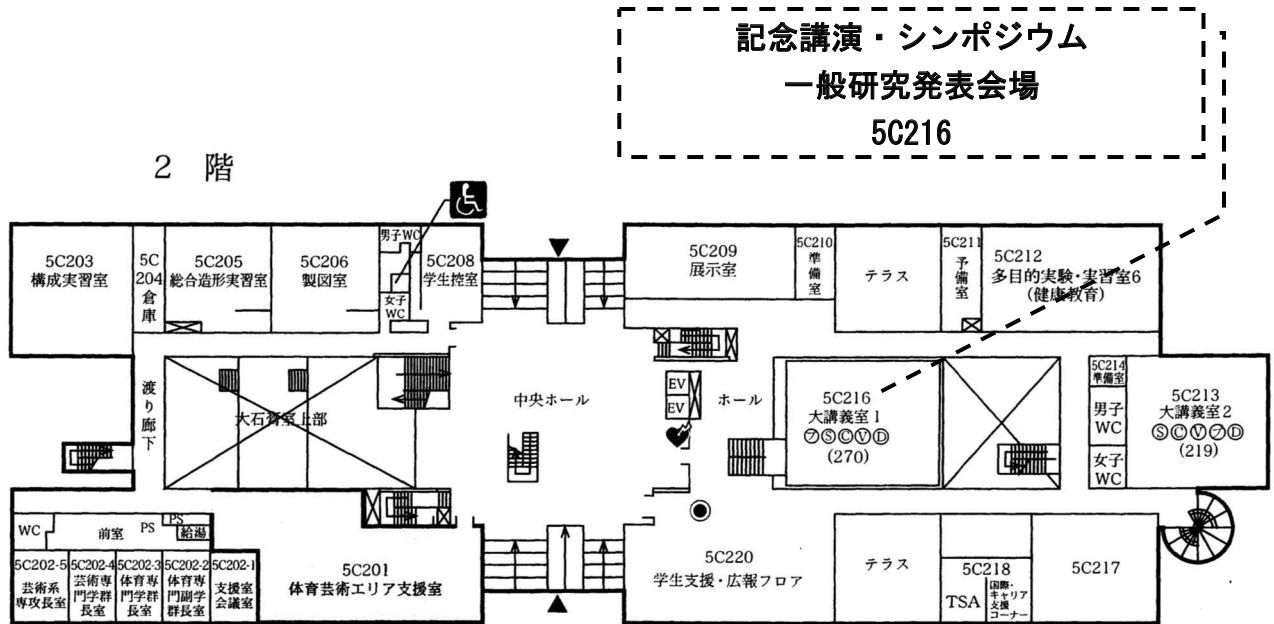 記念講演・シンポジウム
一般研究発表会場
5C216
2 階
5C203
構成実習室
5C
204
倉
庫
5C205
総合造形実習室
5C206
製図室
男子WC
女子
WC
5C208
学生控室
5C209
展示室
5C210
準
備
室
テラス
5C211
予
備
室
5C212
多目的実験・実習室6
(健康教育)
渡
り
廊
下
大石膏室上部
中央ホール
EV
EV
ホール
5C216
大講義室1
㋐ⓈⒸⓋⒹ
(270)
5C214
準備室
男子
WC
女子
WC
5C213
大講義室2
ⓈⒸⓋ㋐Ⓓ
(219)
WC
前室
PS
PS
給湯
5C202-5
芸術系
専攻長室
5C202-4
芸術専
門学群
長室
5C202-3
体育専
門学群
長室
5C202-2
体育専
門副学
群長室
5C202-1
支援室
会議室
5C201
体育芸術エリア支援室
5C220
学生支援・広報フロア
テラス
5C218
TSA
国際・
キャリア
支援
コーナー
5C217